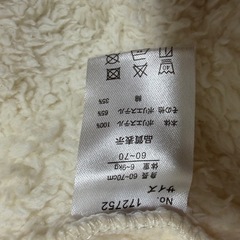 No. 172752
サイズ
身長 60~70cm
体重 6~9kg
60~70
品質表示
本体 ポリエステル 100%
その他 ポリエステル 65%
綿 35%